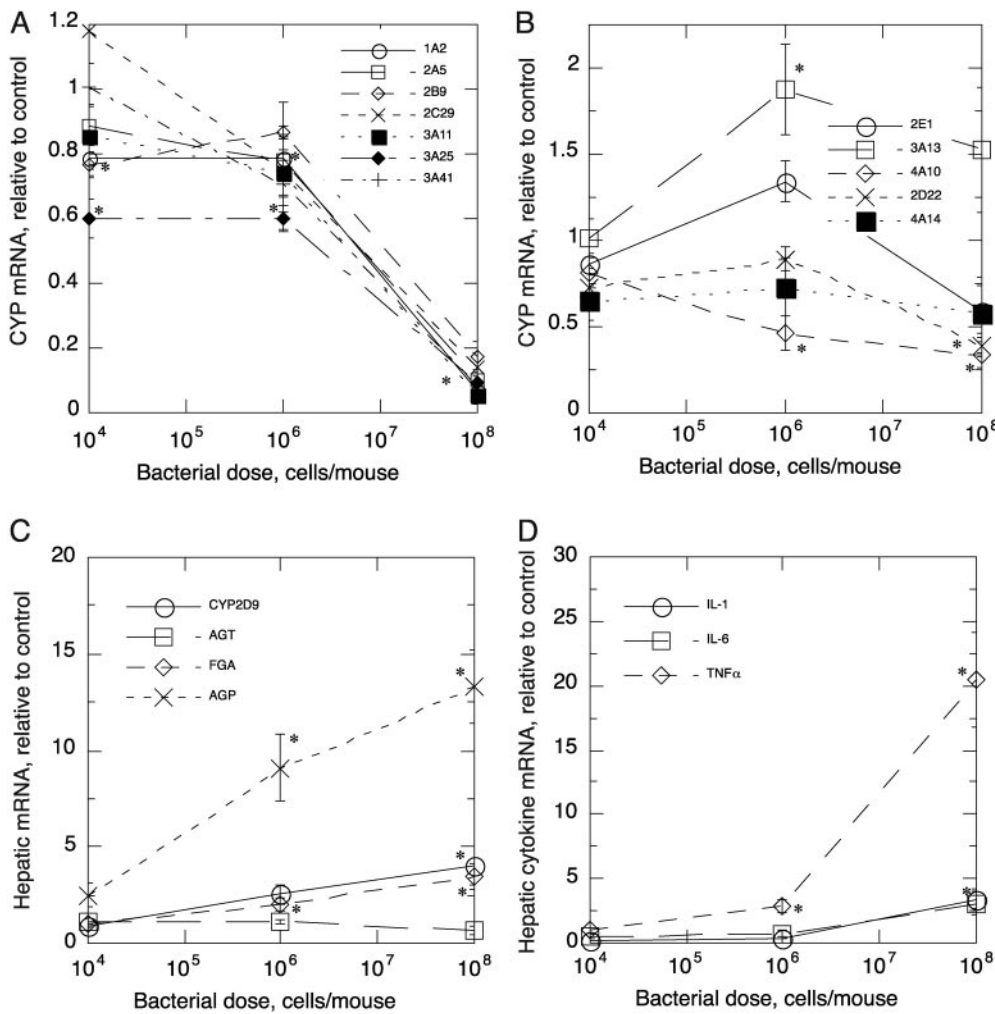 A
CYP mRNA, relative to control
1.2
1
0.8
0.6
0.4
0.2
0
1A2
2A5
2B9
2C29
3A11
3A25
3A41
*
*
*
*
*
10⁴ 10⁵ 10⁶ 10⁷ 10⁸
Bacterial dose, cells/mouse
B
CYP mRNA, relative to control
2
1.5
1
0.5
0
2E1
3A13
4A10
2D22
4A14
*
*
*
*
10⁴ 10⁵ 10⁶ 10⁷ 10⁸
Bacterial dose, cells/mouse
C
Hepatic mRNA, relative to control
20
15
10
5
0
CYP2D9
AGT
FGA
AGP
*
*
*
*
*
10⁴ 10⁵ 10⁶ 10⁷ 10⁸
Bacterial dose, cells/mouse
D
Hepatic cytokine mRNA, relative to control
30
25
20
15
10
5
0
IL-1
IL-6
TNFα
*
*
**
10⁴ 10⁵ 10⁶ 10⁷ 10⁸
Bacterial dose, cells/mouse